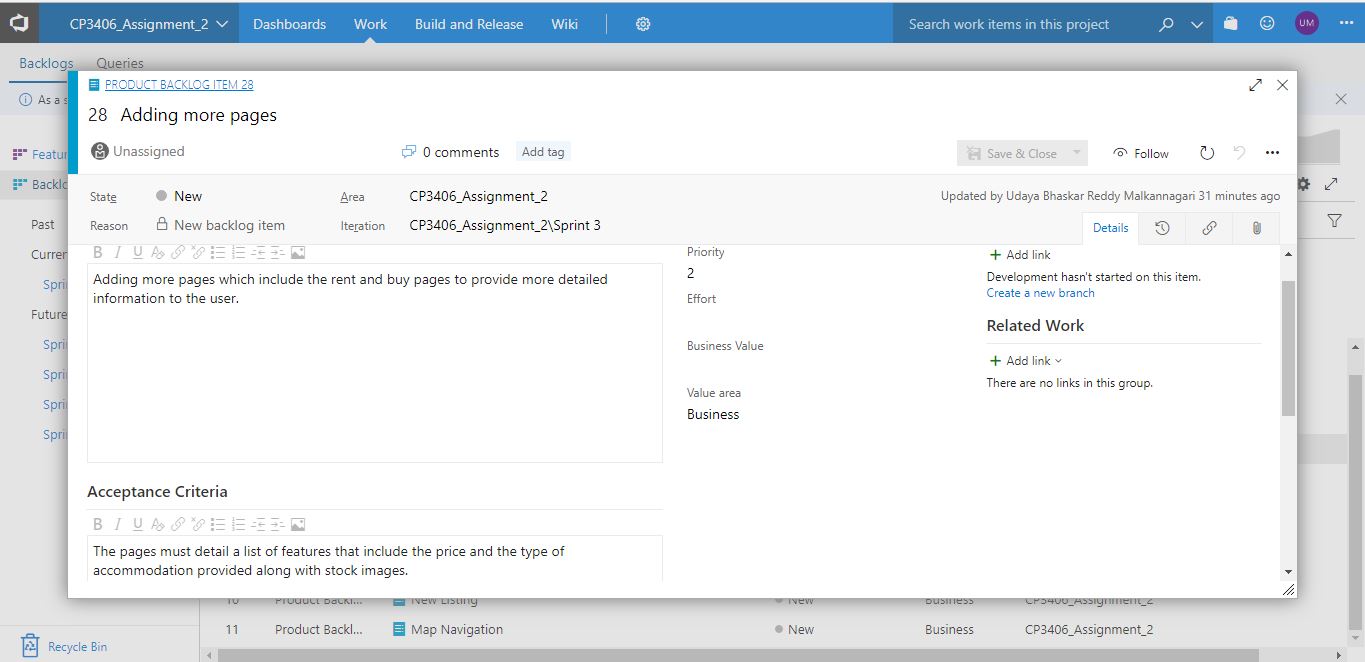 CP3406_Assignment_2 Dashboards Work Build and Release Wiki Search work items in this project UM
Backlogs Queries
PRODUCT BACKLOG ITEM 28
28 Adding more pages
As a s
Unassigned 0 comments Add tag Save & Close Follow
Featur
Backlo
State New Area CP3406_Assignment_2 Updated by Udaya Bhaskar Reddy Malkannagari 31 minutes ago
Reason New backlog item Iteration CP3406_Assignment_2\Sprint 3 Details
Past
Curren
Sprin
Future
Sprin
Sprin
Sprin
Sprin
B I U
Adding more pages which include the rent and buy pages to provide more detailed
information to the user.
Acceptance Criteria
B I U
The pages must detail a list of features that include the price and the type of
accommodation provided along with stock images.
Priority
2
Effort
Business Value
Value area
Business
Add link
Development hasn't started on this item.
Create a new branch
Related Work
Add link
There are no links in this group.
10 Product Backl... New Listing New Business CP3406_Assignment_2
11 Product Backl... Map Navigation New Business CP3406_Assignment_2
Recycle Bin